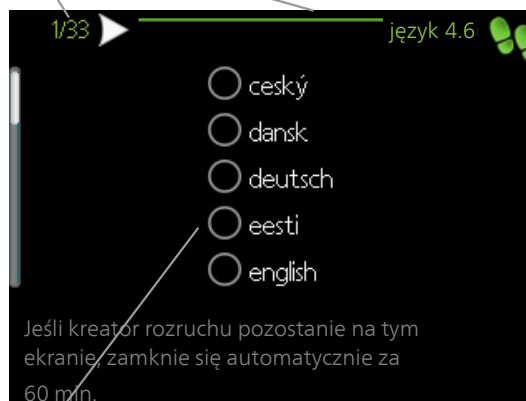 1/33
język 4.6
ceský
dansk
deutsch
eesti
english
Jeśli kreator rozruchu pozostanie na tym
ekranie, zamknie się automatycznie za
60 min.